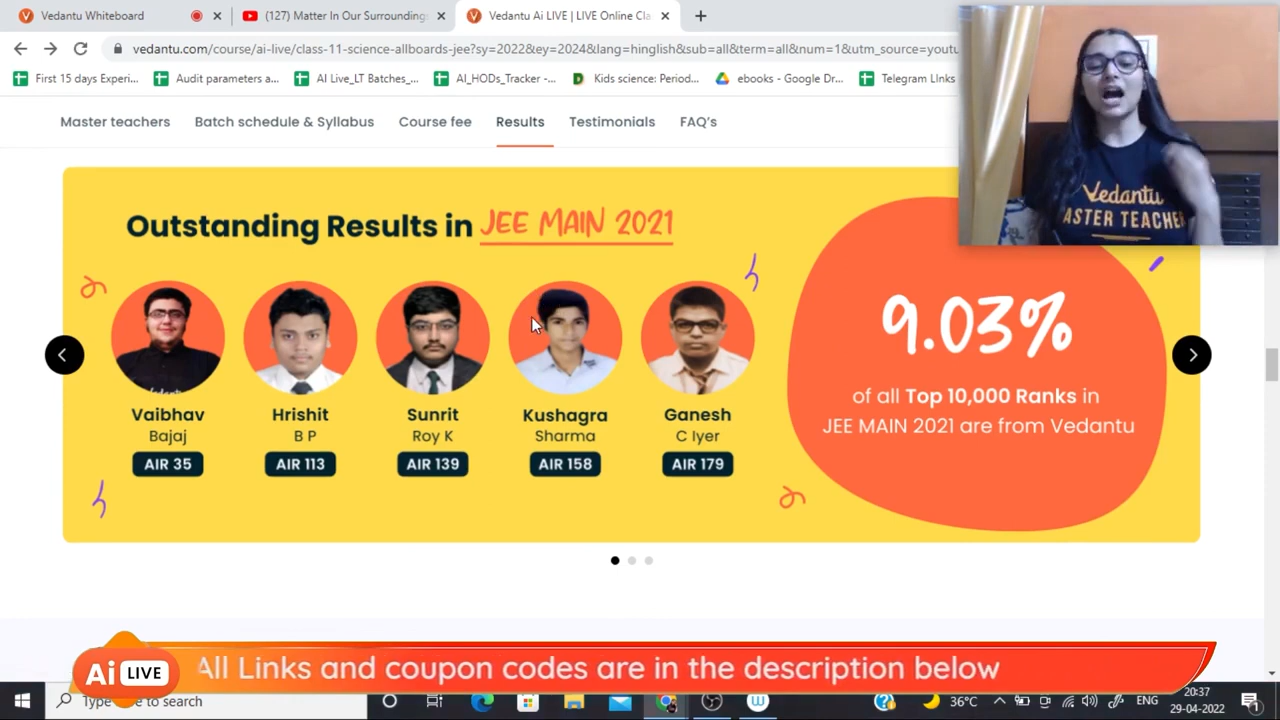 Vedantu Whiteboard
(127) Matter In Our Surrounding
Vedantu Ai LIVE | LIVE Online Cla
vedantu.com/course/ai-live/class-11-science-allboards-jee?sy=2022&ey=2024&lang=hinglish&sub=all&term=all&num=1&utm_source=youtu
First 15 days Experi...
Audit parameters a...
AI Live_LT Batches_...
AI_HODs_Tracker -...
Kids science: Period...
ebooks - Google Dr...
Telegram LInks
Master teachers
Batch schedule & Syllabus
Course fee
Results
Testimonials
FAQ's
Vedantu
ASTER TEACHER
Outstanding Results in JEE MAIN 2021
9.03%
of all Top 10,000 Ranks in
JEE MAIN 2021 are from Vedantu
Vaibhav
Bajaj
AIR 35
Hrishit
B P
AIR 113
Sunrit
Roy K
AIR 139
Kushagra
Sharma
AIR 158
Ganesh
C Iyer
AIR 179
Ai LIVE
All Links and coupon codes are in the description below
Type here to search
36°C
ENG
20:37
29-04-2022